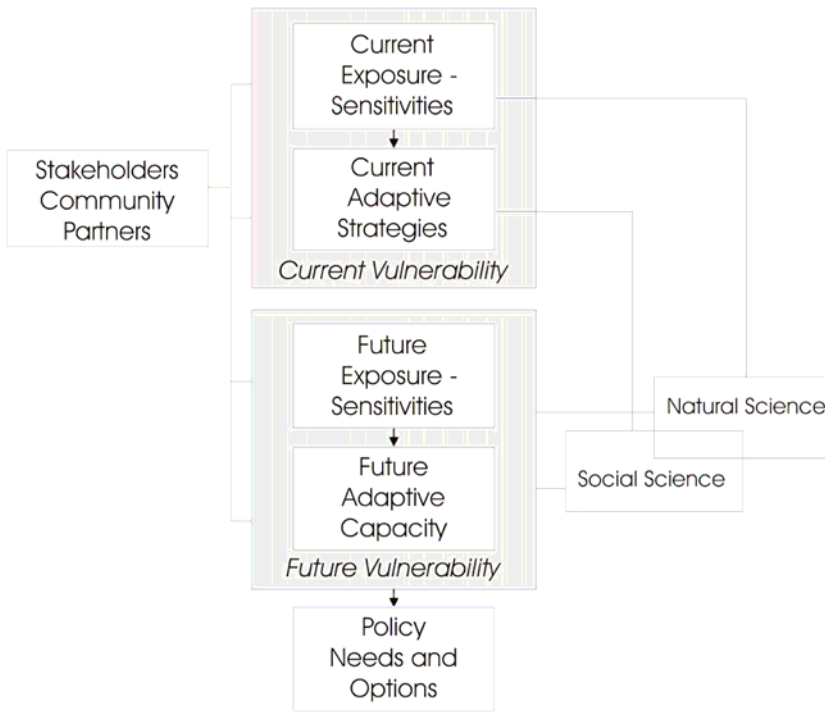 Current
Exposure -
Sensitivities
Stakeholders
Community
Partners
Current
Adaptive
Strategies
Current Vulnerability
Future
Exposure -
Sensitivities
Natural Science
Future
Adaptive
Capacity
Social Science
Future Vulnerability
Policy
Needs and
Options